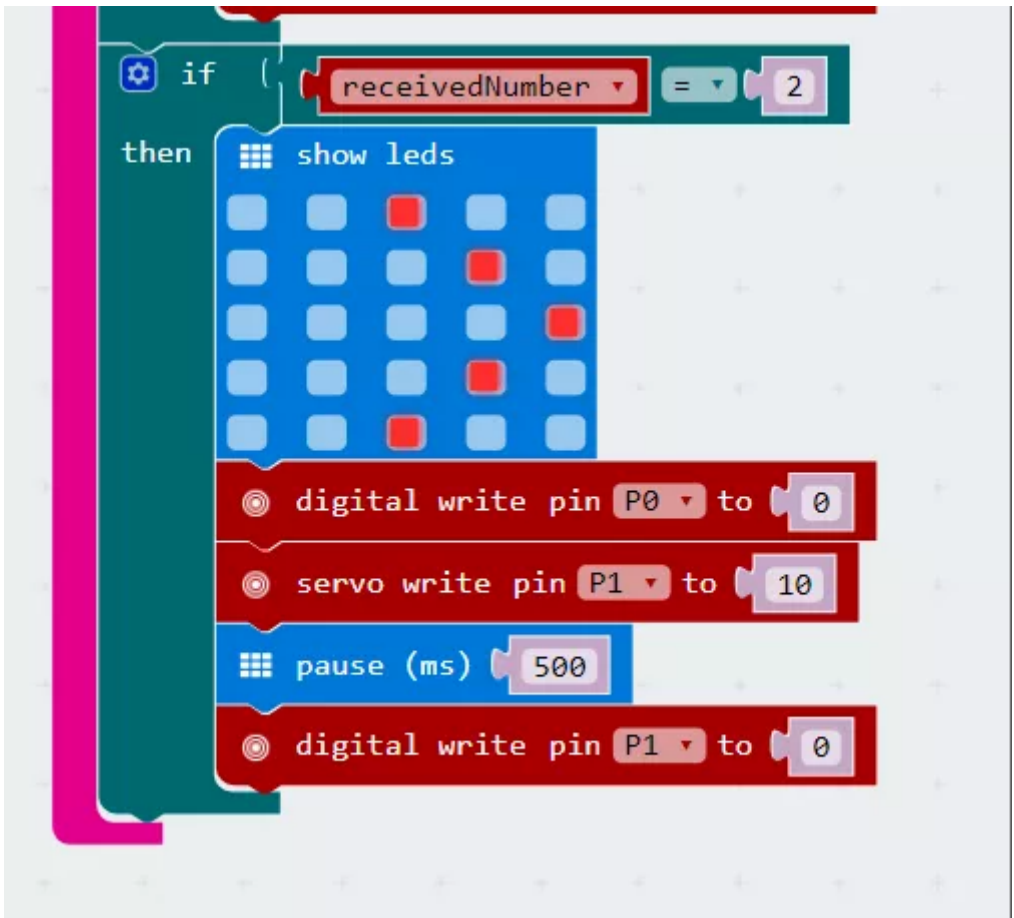 if receivedNumber = 2
then show leds
digital write pin P0 to 0
servo write pin P1 to 10
pause (ms) 500
digital write pin P1 to 0